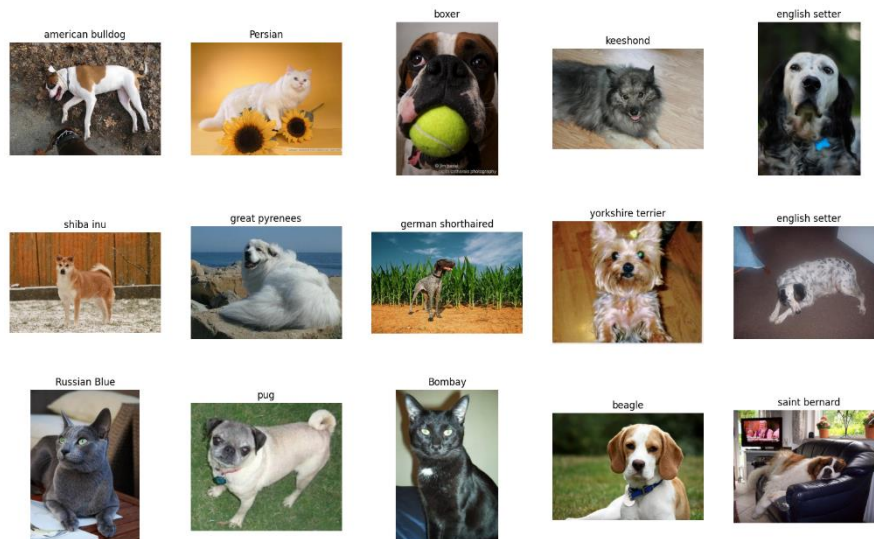 american bulldog
Persian
boxer
keeshond
english setter
shiba inu
great pyrenees
german shorthaired
yorkshire terrier
english setter
Russian Blue
pug
Bombay
beagle
saint bernard